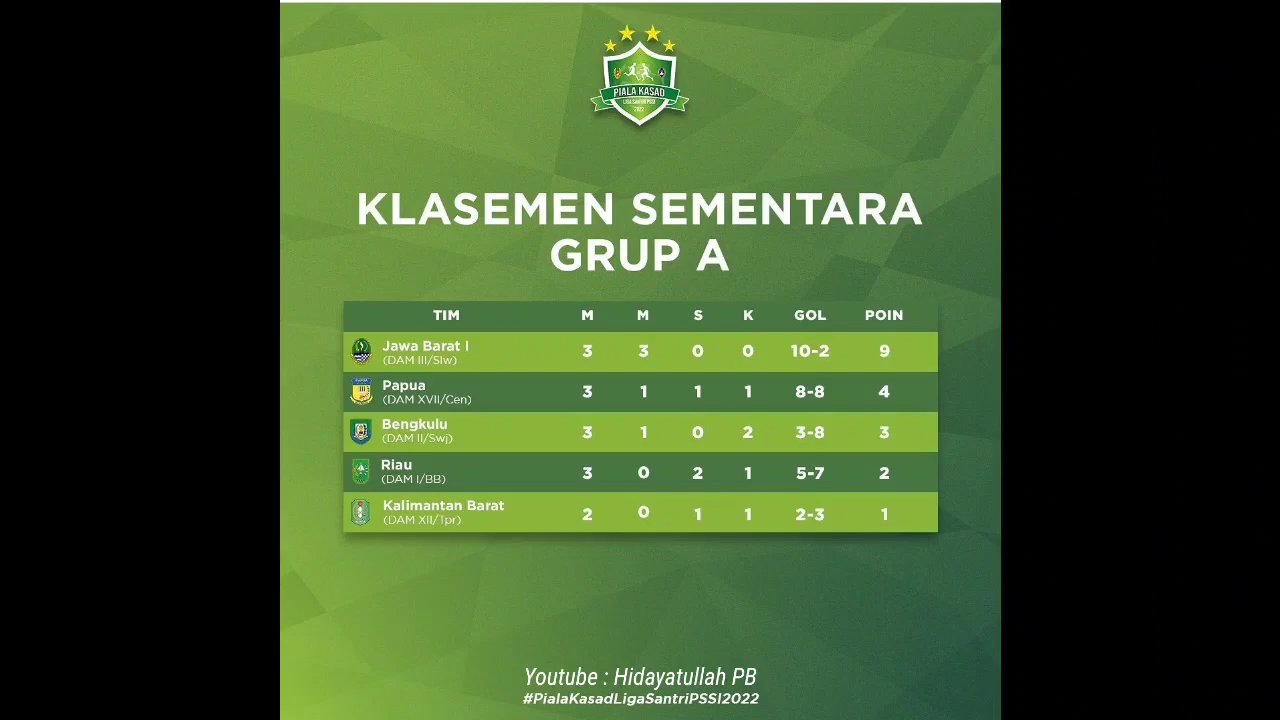 PIALA KASAD
LIGA SANTRI PSSI
2022
KLASEMEN SEMENTARA
GRUP A
TIM M M S K GOL POIN
Jawa Barat I 3 3 0 0 10-2 9
(DAM III/Slw)
Papua 3 1 1 1 8-8 4
(DAM XVII/Cen)
Bengkulu 3 1 0 2 3-8 3
(DAM II/Swj)
Riau 3 0 2 1 5-7 2
(DAM I/BB)
Kalimantan Barat 2 0 1 1 2-3 1
(DAM XII/Tpr)
Youtube : Hidayatullah PB
#PialaKasadLigaSantriPSSI2022